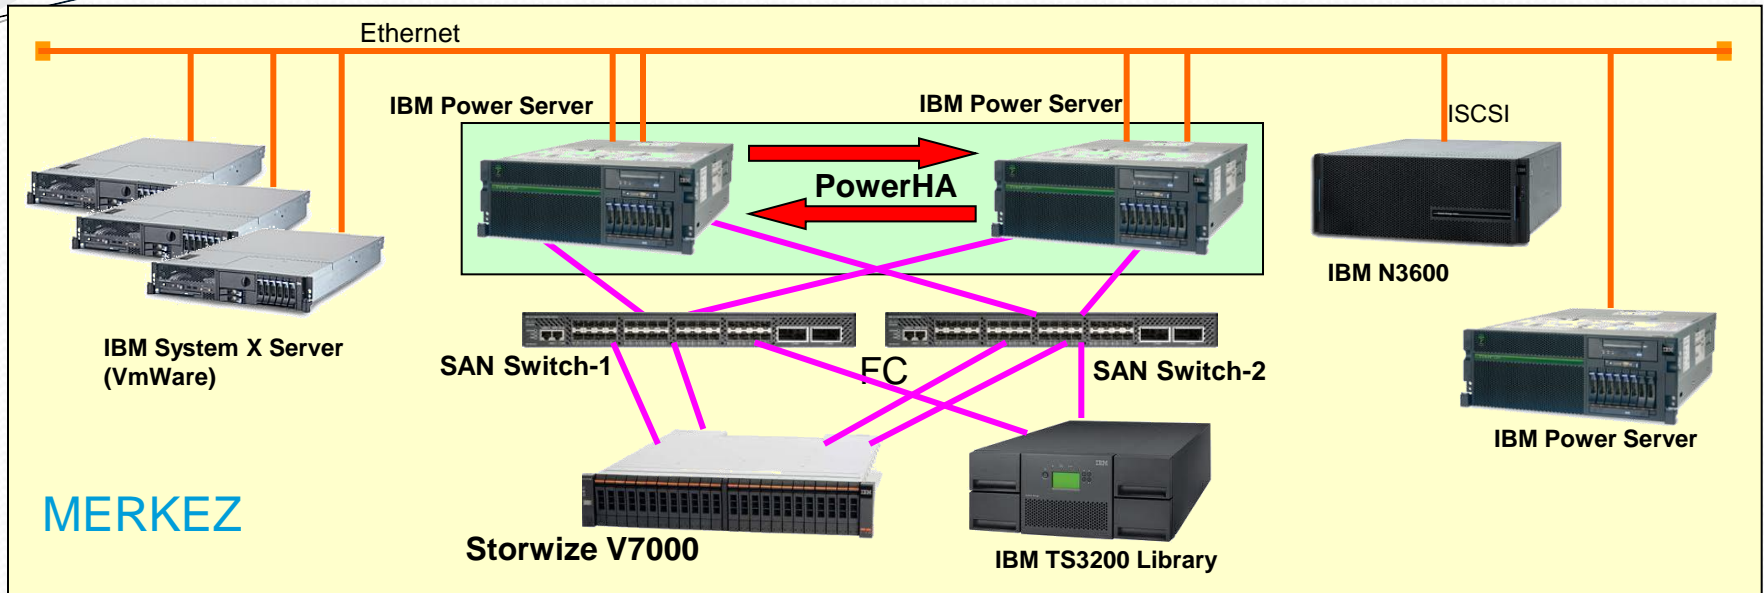 Ethernet
IBM Power Server
IBM Power Server
ISCSI
PowerHA
IBM N3600
IBM System X Server
(VmWare)
SAN Switch-1
FC
SAN Switch-2
IBM Power Server
MERKEZ
Storwize V7000
IBM TS3200 Library